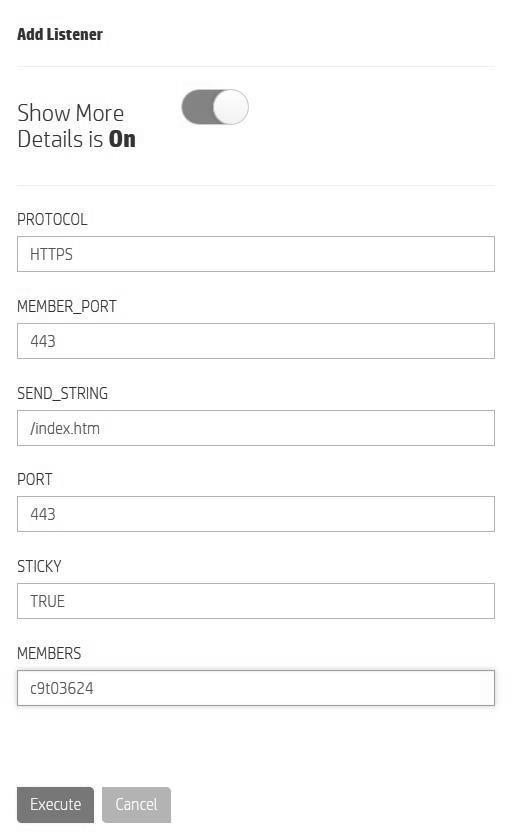 Add Listener
Show More
Details is On
PROTOCOL
HTTPS
MEMBER_PORT
443
SEND_STRING
/index.htm
PORT
443
STICKY
TRUE
MEMBERS
c9t03624
Execute Cancel